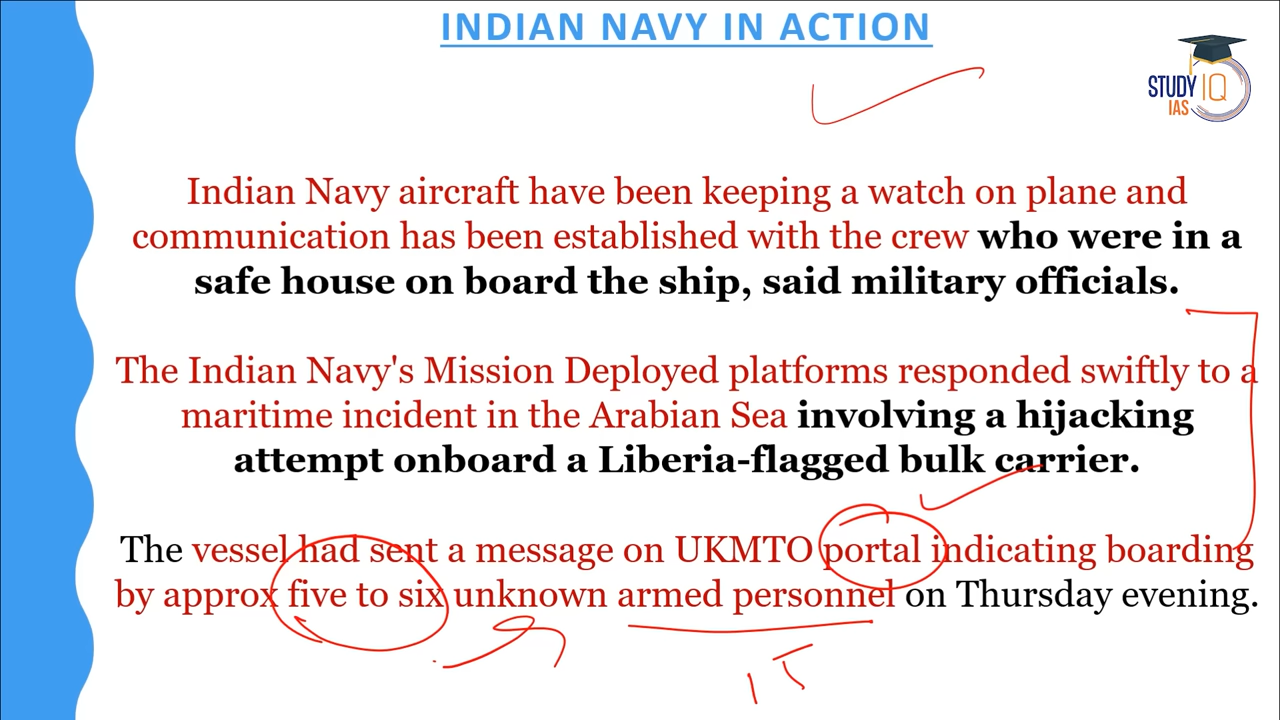 INDIAN NAVY IN ACTION
STUDY IQ
IAS
Indian Navy aircraft have been keeping a watch on plane and
communication has been established with the crew who were in a
safe house on board the ship, said military officials.
The Indian Navy's Mission Deployed platforms responded swiftly to a
maritime incident in the Arabian Sea involving a hijacking
attempt onboard a Liberia-flagged bulk carrier.
The vessel had sent a message on UKMTO portal indicating boarding
by approx five to six unknown armed personnel on Thursday evening.
15